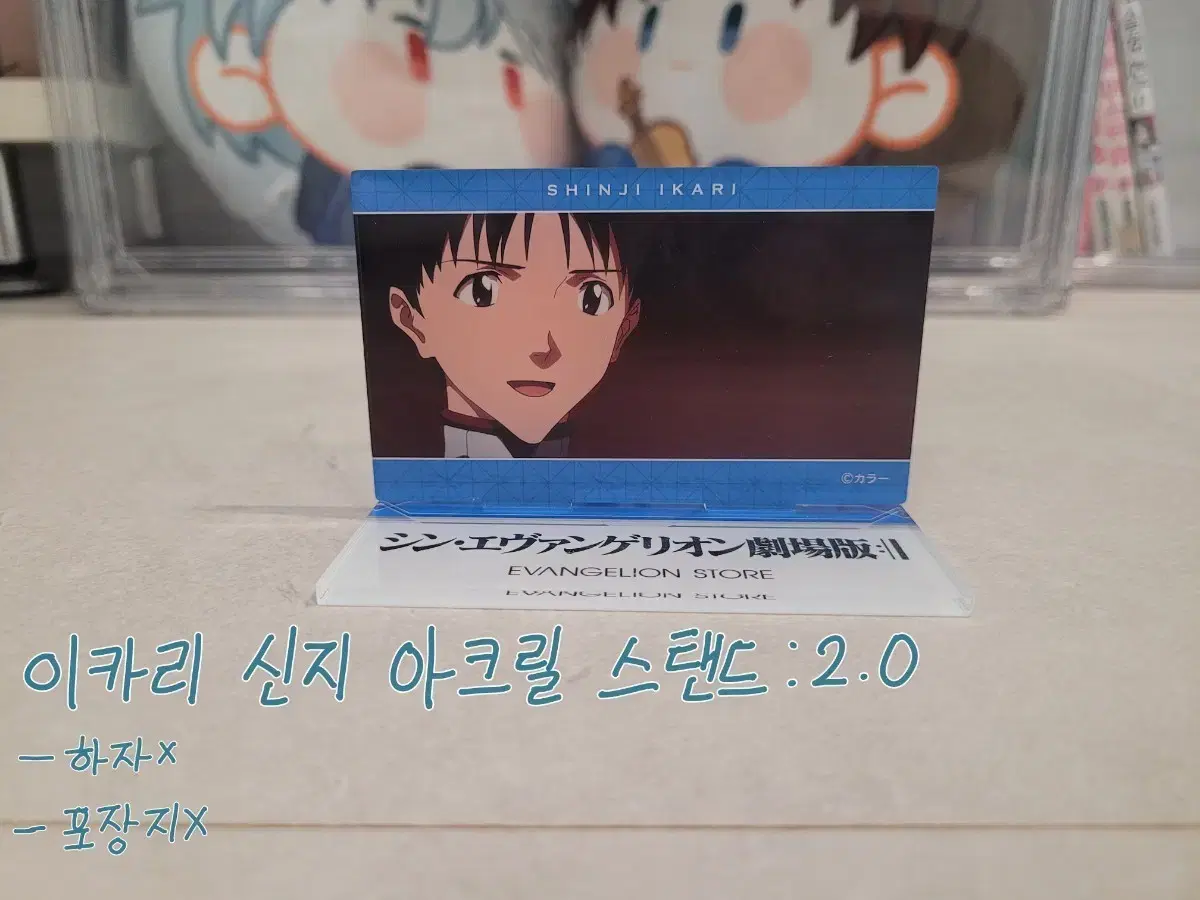 SHINJI IKARI
©カラー
シン・エヴァンゲリオン劇場版:||
EVANGELION STORE
이카리 신지 아크릴 스탠드:2.0
- 하자x
- 포장지X